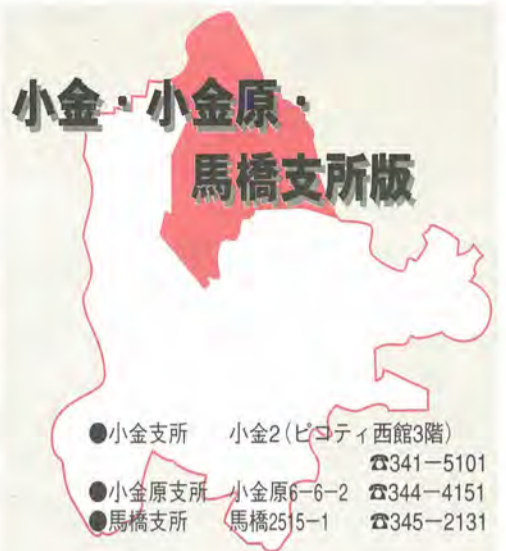 小金・小金原・
馬橋支所版
●小金支所 小金2(ピコティ西館3階)
☎341-5101
●小金原支所 小金原6-6-2 ☎344-4151
●馬橋支所 馬橋2515-1 ☎345-2131